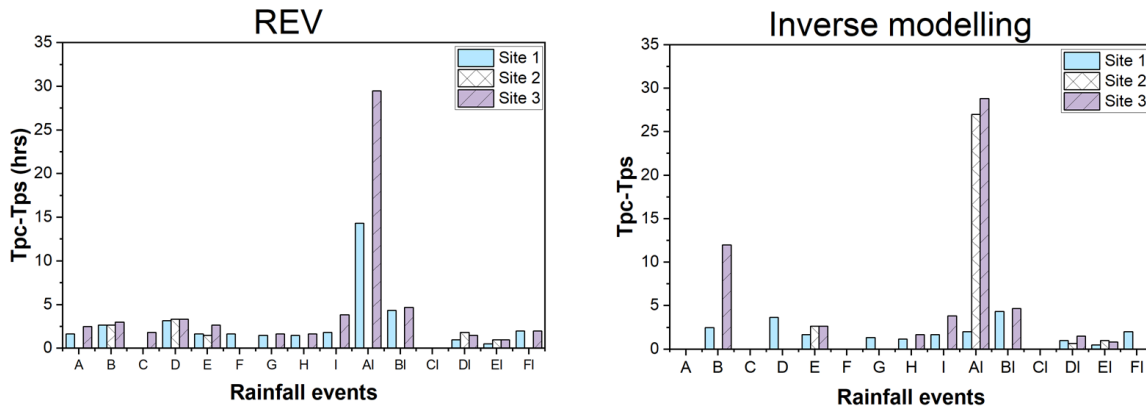 REV
35
30
25
20
15
10
5
0
Tpc-Tps (hrs)
Site 1
Site 2
Site 3
A B C D E F G H I AI BI CI DI EI FI
Rainfall events
Inverse modelling
35
30
25
20
15
10
5
0
Tpc-Tps
Site 1
Site 2
Site 3
A B C D E F G H I AI BI CI DI EI FI
Rainfall events